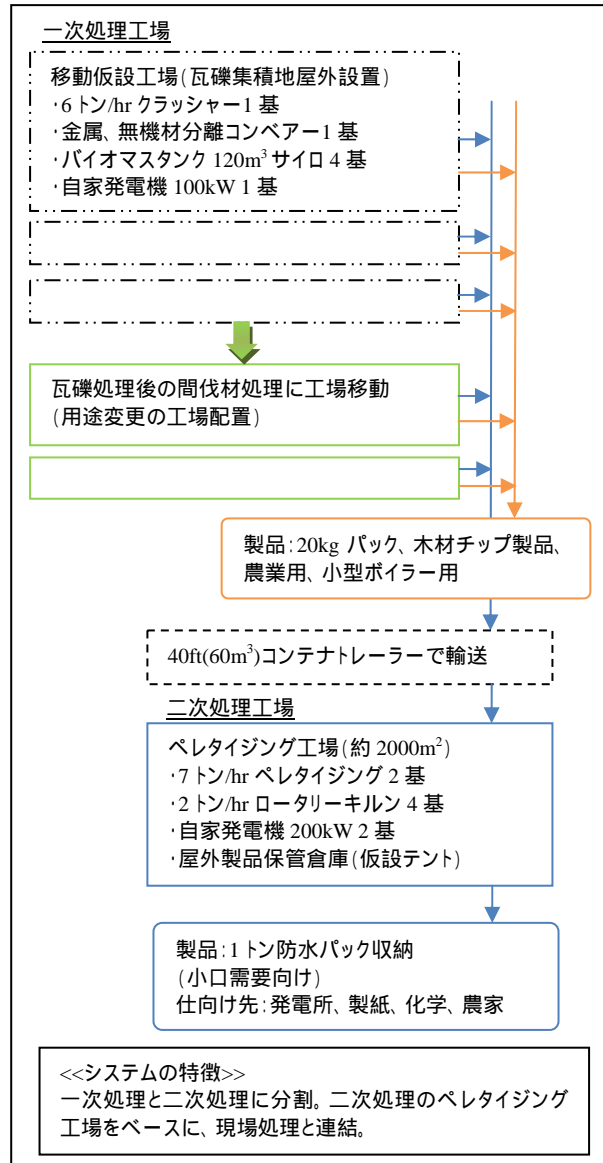 一次処理工場
移動仮設工場(瓦礫集積地屋外設置)
・6 トン/hr クラッシャー1 基
・金属、無機材分離コンベアー1 基
・バイオマスタンク 120m³ サイロ 4 基
・自家発電機 100kW 1 基
瓦礫処理後の間伐材処理に工場移動
(用途変更の工場配置)
製品:20kg パック、木材チップ製品、
農業用、小型ボイラー用
40ft(60m³)コンテナトレーラーで輸送
二次処理工場
ペレタイジング工場(約 2000m²)
・7 トン/hr ペレタイジング 2 基
・2 トン/hr ロータリーキルン 4 基
・自家発電機 200kW 2 基
・屋外製品保管倉庫(仮設テント)
製品:1 トン防水パック収納
(小口需要向け)
仕向け先:発電所、製紙、化学、農家
<<システムの特徴>>
一次処理と二次処理に分割。二次処理のペレタイジング
工場をベースに、現場処理と連結。